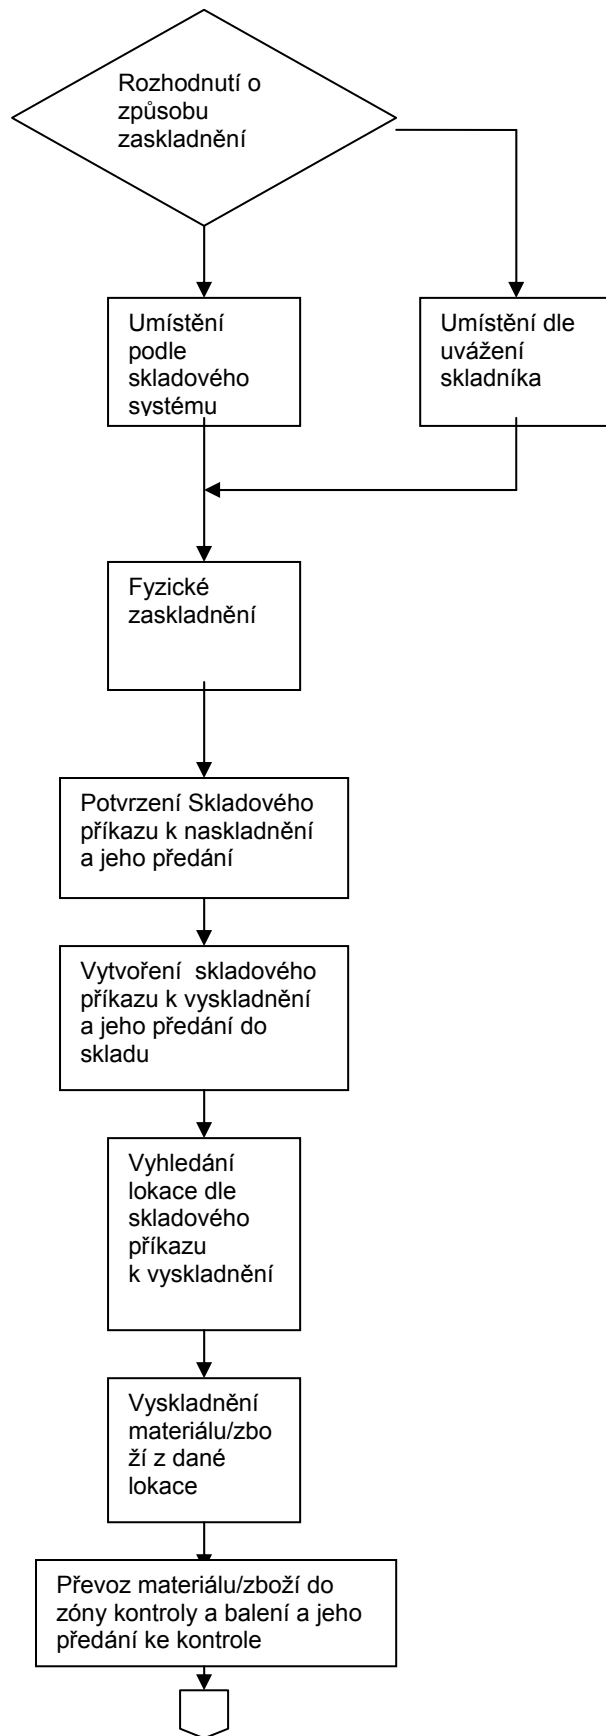 Rozhodnutí o
způsobu
zaskladnění
Umístění
podle
skladového
systému
Umístění dle
uvážení
skladníka
Fyzické
zaskladnění
Potvrzení Skladového
příkazu k naskladnění
a jeho předání
Vytvoření skladového
příkazu k vyskladnění
a jeho předání do
skladu
Vyhledání
lokace dle
skladového
příkazu
k vyskladnění
Vyskladnění
materiálu/zbo
ží z dané
lokace
Převoz materiálu/zboží do
zóny kontroly a balení a jeho
předání ke kontrole